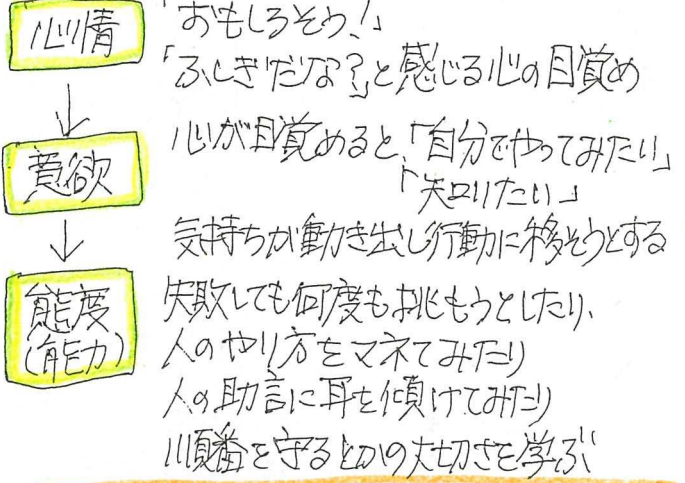 心情
「おもしろそう!」
「ふしぎだな?」と感じる心の目覚め
↓
意欲
心が目覚めると、「自分でやってみたい」
「知りたい」
気持ちが動き出し行動に移そうとする
↓
態度
(能力)
失敗しても何度も挑もうとしたり、
人のやり方をマネてみたり
人の助言に耳を傾けてみたり
順番を守るとかの大切さを学ぶ